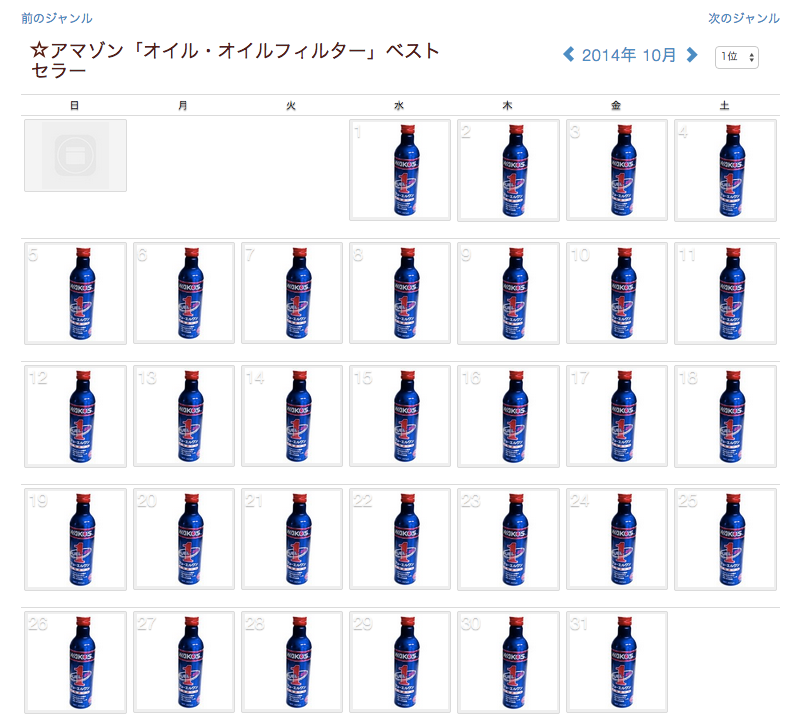 前のジャンル
次のジャンル
☆アマゾン「オイル・オイルフィルター」ベスト
セラー
2014年 10月
1位
日 月 火 水 木 金 土
1 2 3 4
5 6 7 8 9 10 11
12 13 14 15 16 17 18
19 20 21 22 23 24 25
26 27 28 29 30 31